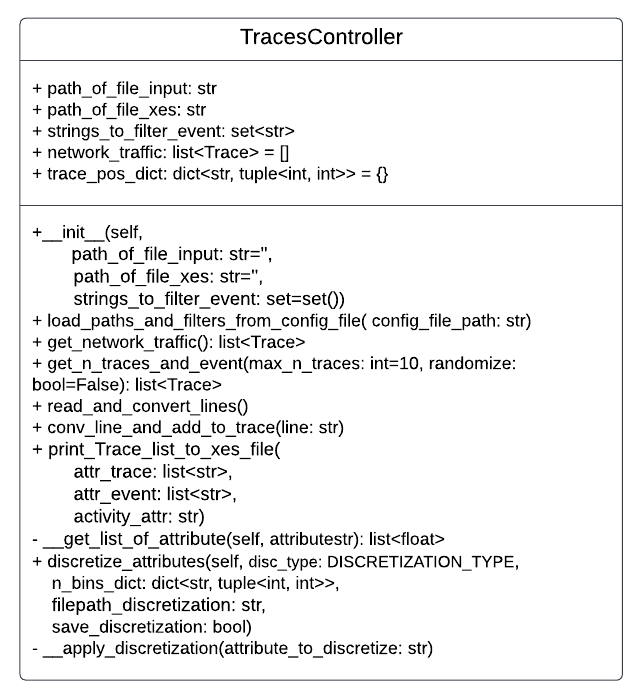 TracesController
+ path_of_file_input: str
+ path_of_file_xes: str
+ strings_to_filter_event: set<str>
+ network_traffic: list<Trace> = []
+ trace_pos_dict: dict<str, tuple<int, int>> = {}
+__init__(self,
path_of_file_input: str='',
path_of_file_xes: str='',
strings_to_filter_event: set=set())
+ load_paths_and_filters_from_config_file( config_file_path: str)
+ get_network_traffic(): list<Trace>
+ get_n_traces_and_event(max_n_traces: int=10, randomize:
bool=False): list<Trace>
+ read_and_convert_lines()
+ conv_line_and_add_to_trace(line: str)
+ print_Trace_list_to_xes_file(
attr_trace: list<str>,
attr_event: list<str>,
activity_attr: str)
- __get_list_of_attribute(self, attributestr): list<float>
+ discretize_attributes(self, disc_type: DISCRETIZATION_TYPE,
n_bins_dict: dict<str, tuple<int, int>>,
filepath_discretization: str,
save_discretization: bool)
- __apply_discretization(attribute_to_discretize: str)